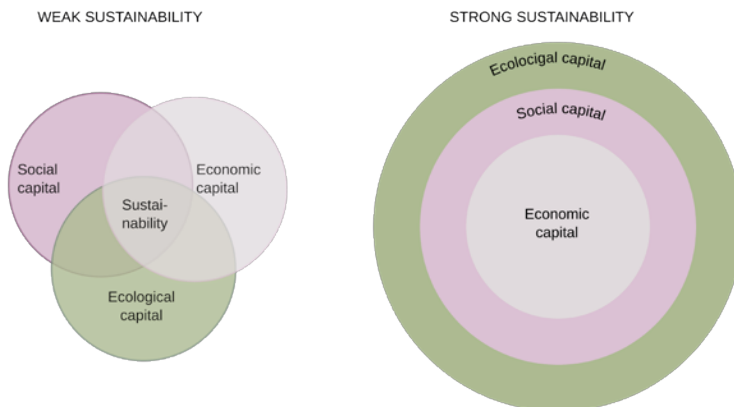 WEAK SUSTAINABILITY
Social
capital
Economic
capital
Sustai-
nability
Ecological
capital
STRONG SUSTAINABILITY
Ecolocigal capital
Social capital
Economic
capital